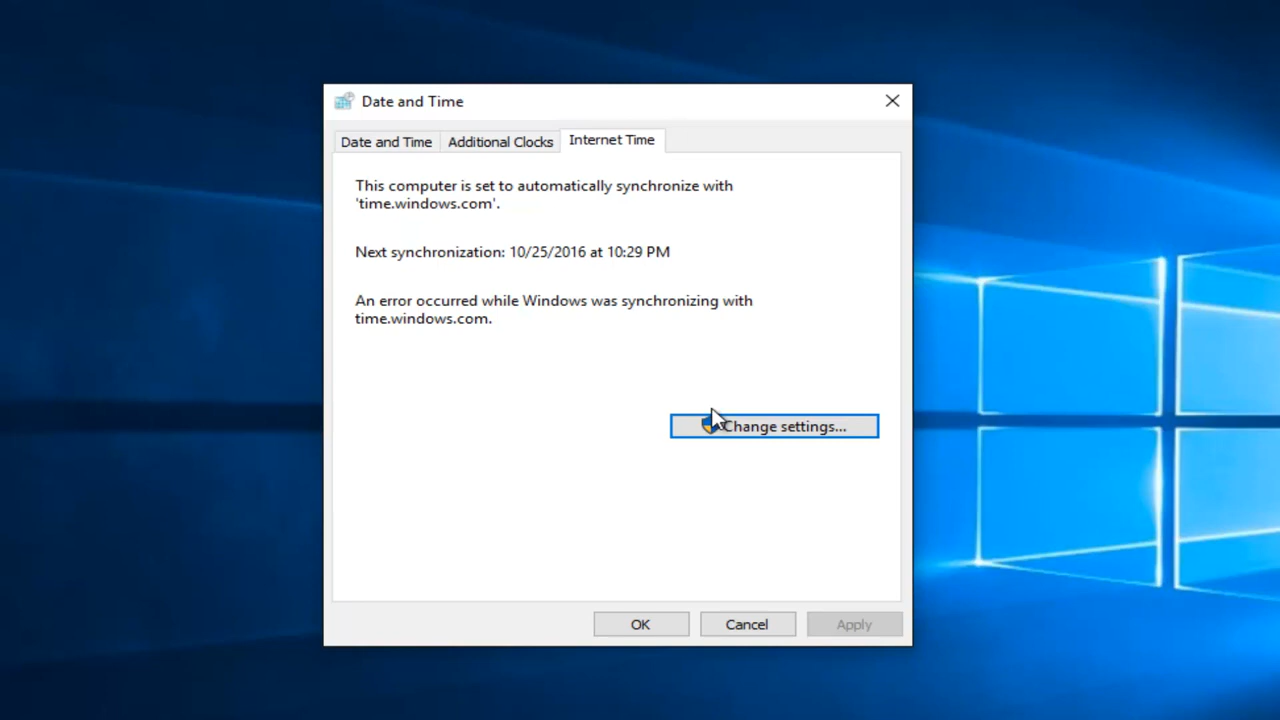 Date and Time
Date and Time
Additional Clocks
Internet Time
This computer is set to automatically synchronize with
'time.windows.com'.
Next synchronization: 10/25/2016 at 10:29 PM
An error occurred while Windows was synchronizing with
time.windows.com.
Change settings...
OK
Cancel
Apply